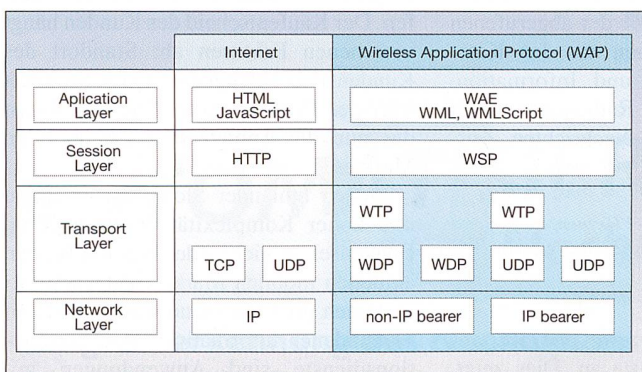 Internet
Wireless Application Protocol (WAP)
Aplication
Layer
HTML
JavaScript
WAE
WML, WMLScript
Session
Layer
HTTP
WSP
Transport
Layer
WTP
WTP
TCP
UDP
WDP
WDP
UDP
UDP
Network
Layer
IP
non-IP bearer
IP bearer